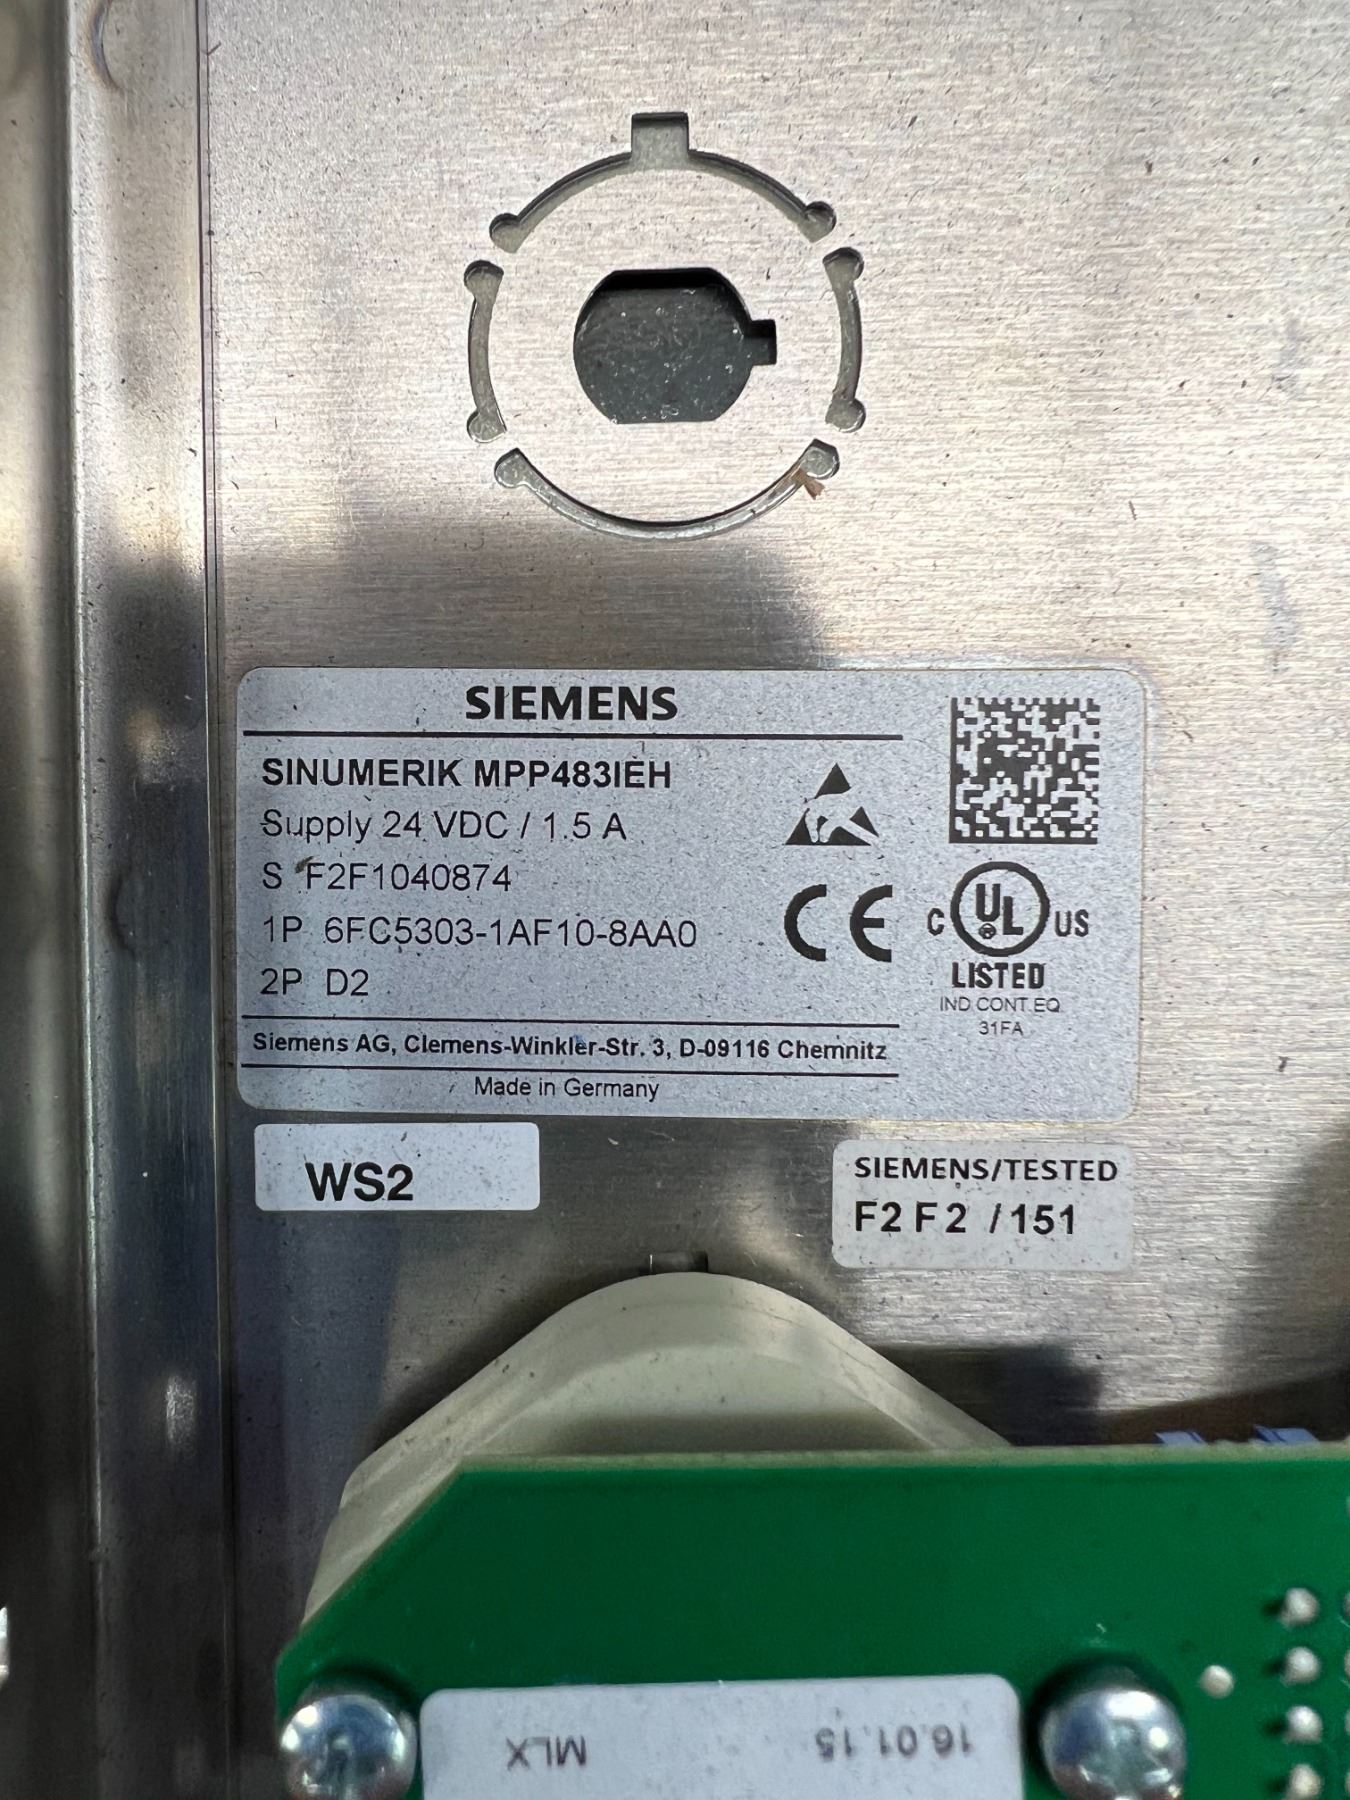 SIEMENS
SINUMERIK MPP483IEH
Supply 24 VDC / 1.5 A
S F2F1040874
1P 6FC5303-1AF10-8AA0
2P D2
CE
C UL US
LISTED
IND.CONT.EQ.
31FA
Siemens AG, Clemens-Winkler-Str. 3, D-09116 Chemnitz
Made in Germany
WS2
SIEMENS/TESTED
F2 F2 /151
16.01.15 MLX